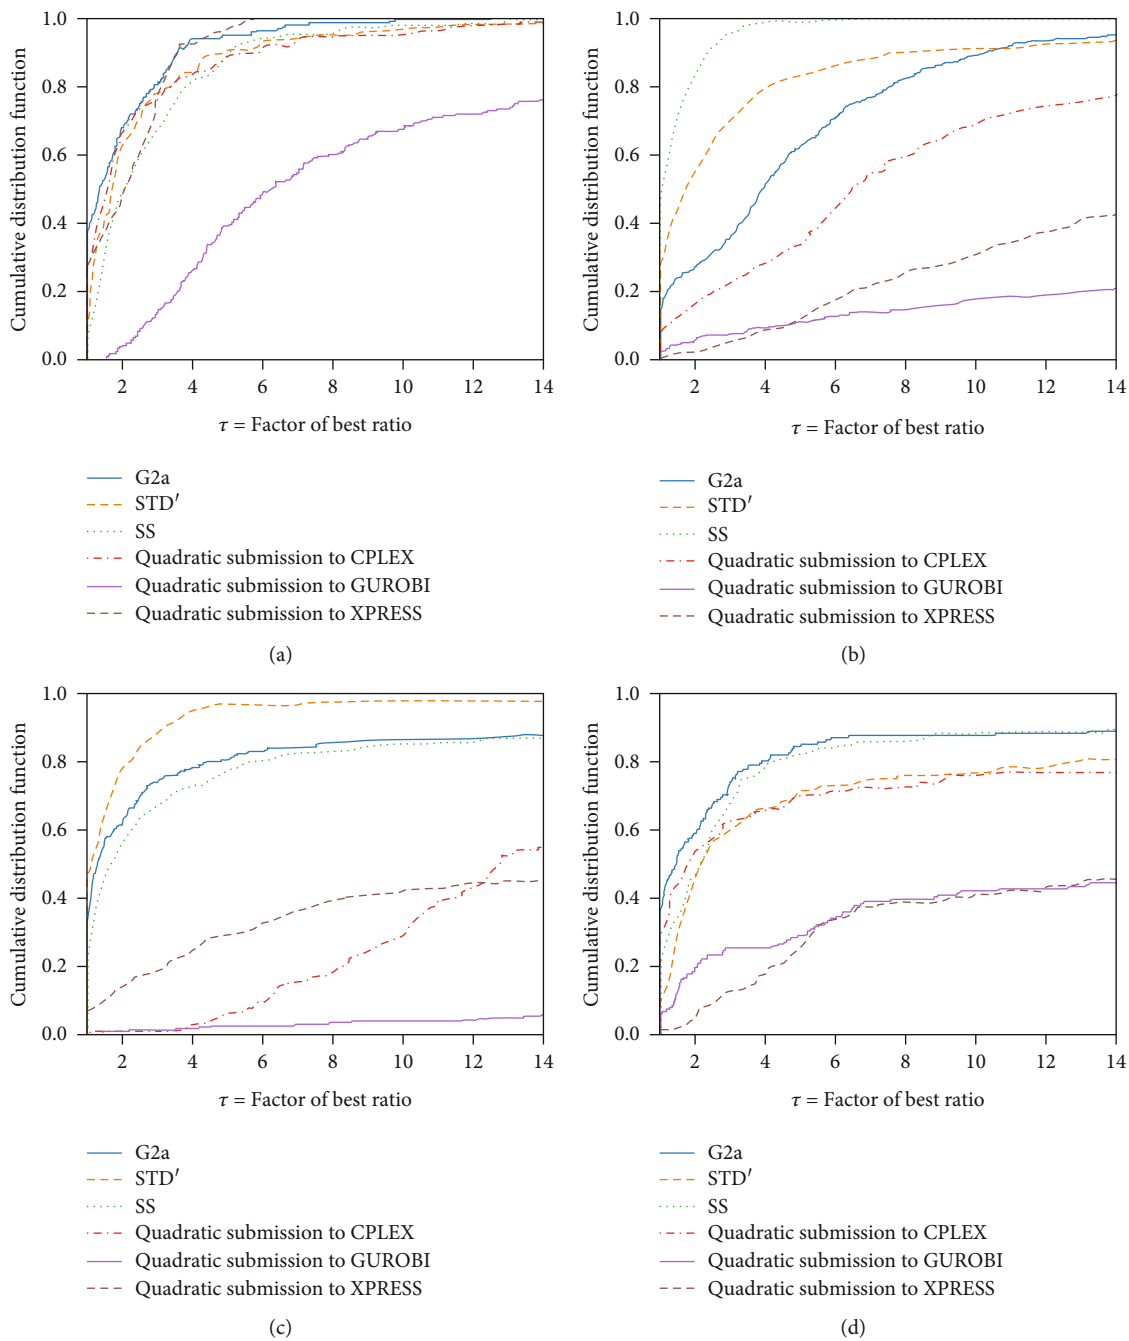 Cumulative distribution function
1.0
0.8
0.6
0.4
0.2
0.0
2 4 6 8 10 12 14
τ = Factor of best ratio
G2a
STD′
SS
Quadratic submission to CPLEX
Quadratic submission to GUROBI
Quadratic submission to XPRESS
(a)
Cumulative distribution function
1.0
0.8
0.6
0.4
0.2
0.0
2 4 6 8 10 12 14
τ = Factor of best ratio
G2a
STD′
SS
Quadratic submission to CPLEX
Quadratic submission to GUROBI
Quadratic submission to XPRESS
(b)
Cumulative distribution function
1.0
0.8
0.6
0.4
0.2
0.0
2 4 6 8 10 12 14
τ = Factor of best ratio
G2a
STD′
SS
Quadratic submission to CPLEX
Quadratic submission to GUROBI
Quadratic submission to XPRESS
(c)
Cumulative distribution function
1.0
0.8
0.6
0.4
0.2
0.0
2 4 6 8 10 12 14
τ = Factor of best ratio
G2a
STD′
SS
Quadratic submission to CPLEX
Quadratic submission to GUROBI
Quadratic submission to XPRESS
(d)